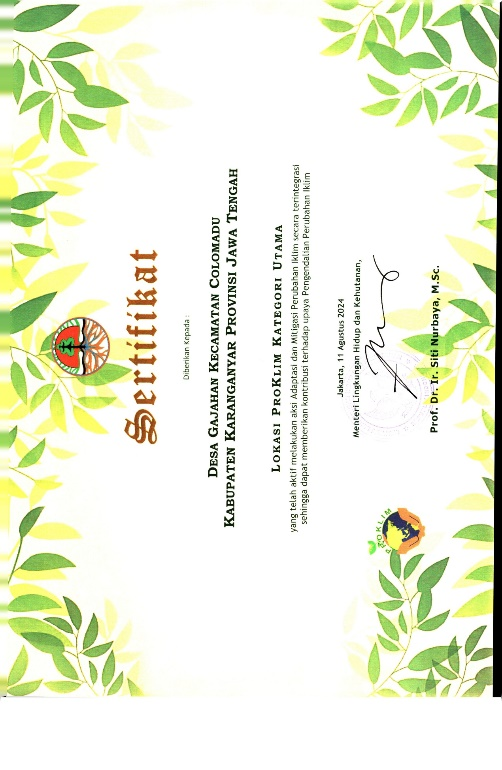 Sertifikat
Diberikan Kepada :
DESA GAJAHAN KECAMATAN COLOMADU
KABUPATEN KARANGANYAR PROVINSI JAWA TENGAH
LOKASI PROKLIM KATEGORI UTAMA
yang telah aktif melakukan aksi Adaptasi dan Mitigasi Perubahan Iklim secara terintegrasi
sehingga dapat memberikan kontribusi terhadap upaya Pengendalian Perubahan Iklim
Jakarta, 11 Agustus 2024
Menteri Lingkungan Hidup dan Kehutanan,
Prof. Dr. Ir. Siti Nurbaya, M.Sc.
PROKLIM